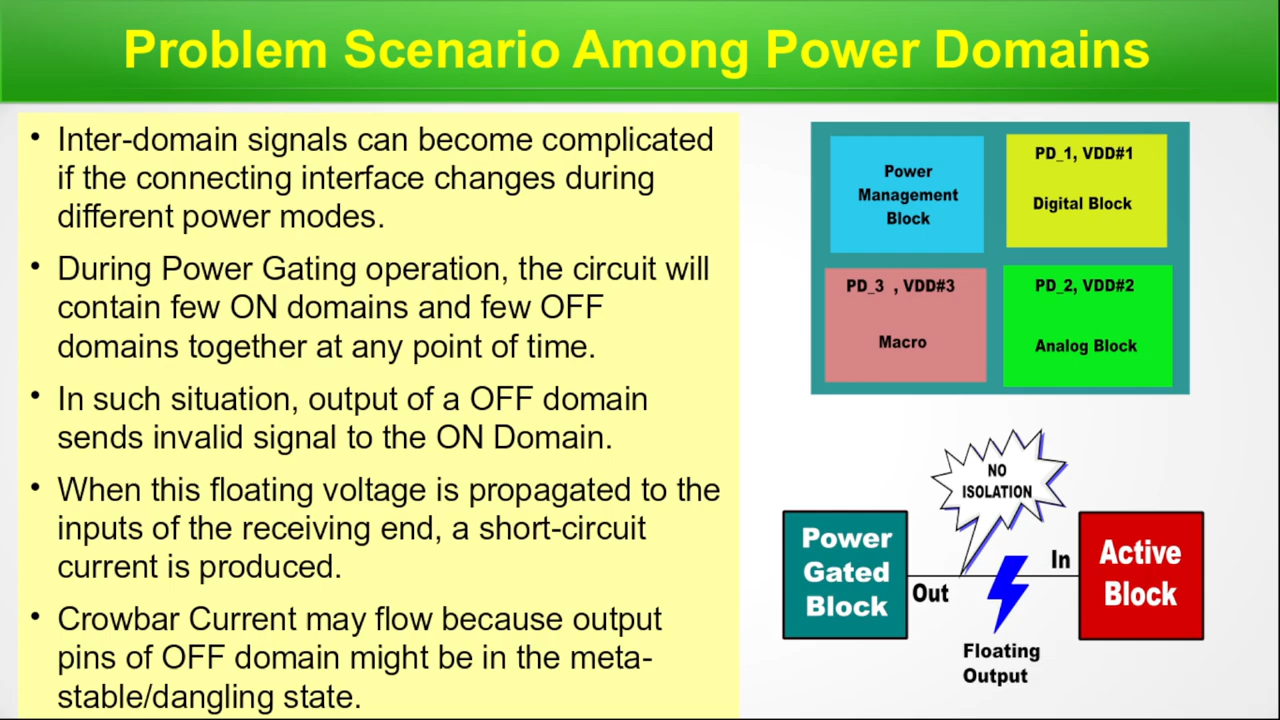 Problem Scenario Among Power Domains
• Inter-domain signals can become complicated
if the connecting interface changes during
different power modes.
• During Power Gating operation, the circuit will
contain few ON domains and few OFF
domains together at any point of time.
• In such situation, output of a OFF domain
sends invalid signal to the ON Domain.
• When this floating voltage is propagated to the
inputs of the receiving end, a short-circuit
current is produced.
• Crowbar Current may flow because output
pins of OFF domain might be in the meta-
stable/dangling state.
Power
Management
Block
PD_1, VDD#1
Digital Block
PD_3 , VDD#3
Macro
PD_2, VDD#2
Analog Block
NO
ISOLATION
Power
Gated
Block
Out
In
Active
Block
Floating
Output